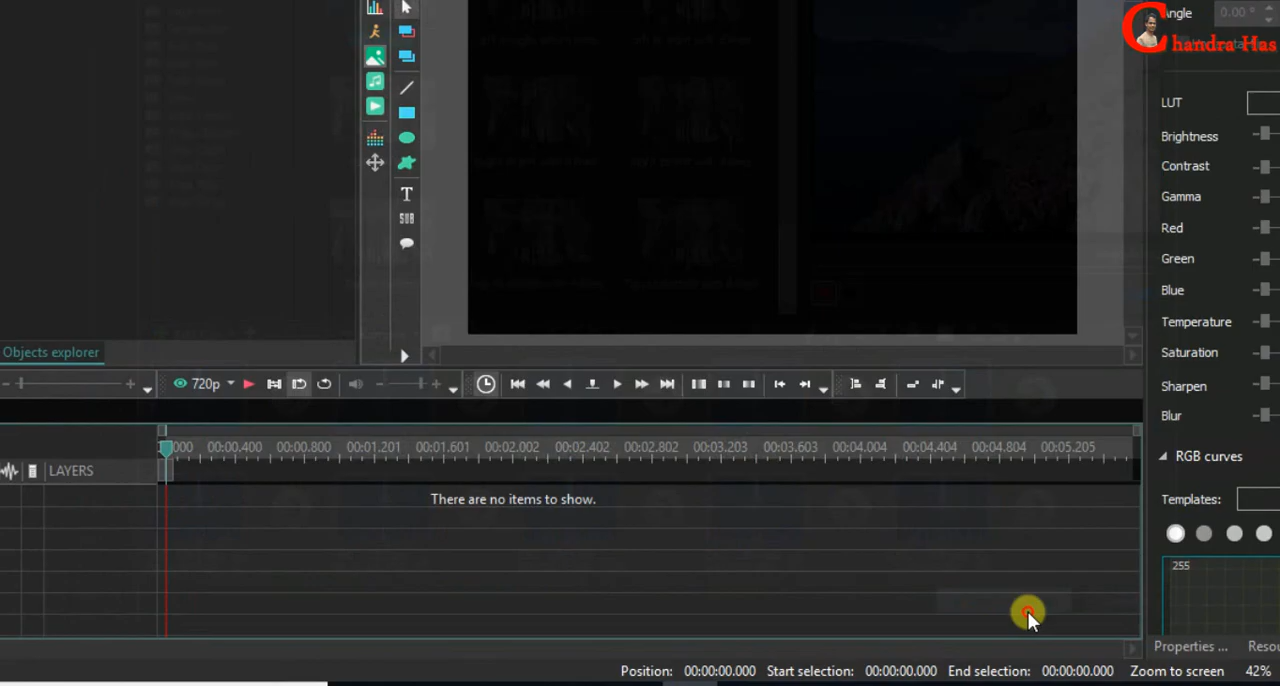 Angle 0.00 °
Chandra Has
LUT
Brightness
Contrast
Gamma
Red
Green
Blue
Temperature
Saturation
Sharpen
Blur
RGB curves
Templates:
255
T
SUB
Objects explorer
720p
000 00:00.400 00:00.800 00:01.201 00:01.601 00:02.002 00:02.402 00:02.802 00:03.203 00:03.603 00:04.004 00:04.404 00:04.804 00:05.205
LAYERS
There are no items to show.
Properties ... Resou
Position: 00:00:00.000 Start selection: 00:00:00.000 End selection: 00:00:00.000 Zoom to screen 42%